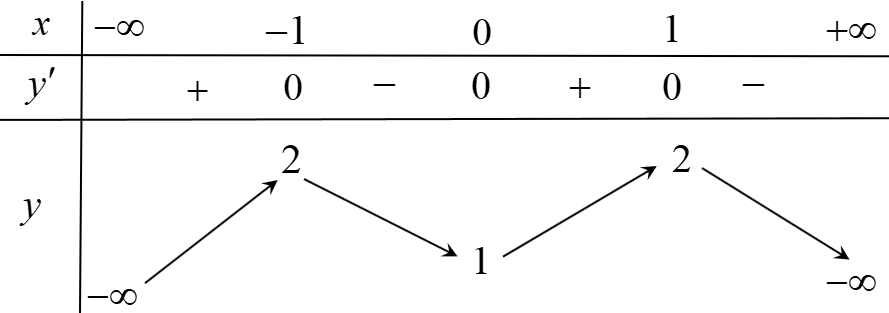 x −∞ −1 0 1 +∞
y′ + 0 − 0 + 0 −
2 2
y
1
−∞ −∞